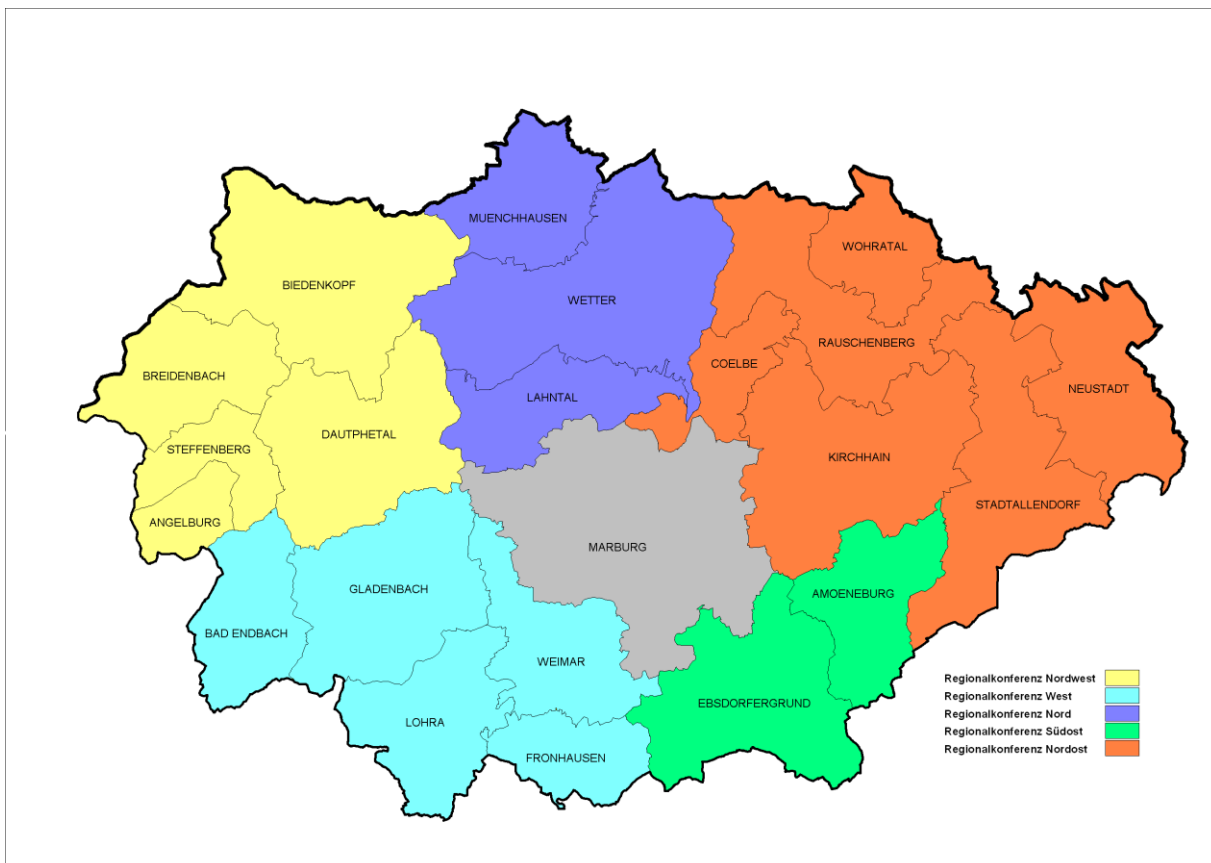 MUENCHHAUSEN
WOHRATAL
BIEDENKOPF
WETTER
RAUSCHENBERG
COELBE
BREIDENBACH
NEUSTADT
LAHNTAL
DAUTPHETAL
STEFFENBERG
KIRCHHAIN
STADTALLENDORF
ANGELBURG
MARBURG
GLADENBACH
AMOENEBURG
BAD ENDBACH
WEIMAR
EBSDORFERGRUND
LOHRA
FRONHAUSEN
Regionalkonferenz Nordwest
Regionalkonferenz West
Regionalkonferenz Nord
Regionalkonferenz Südost
Regionalkonferenz Nordost